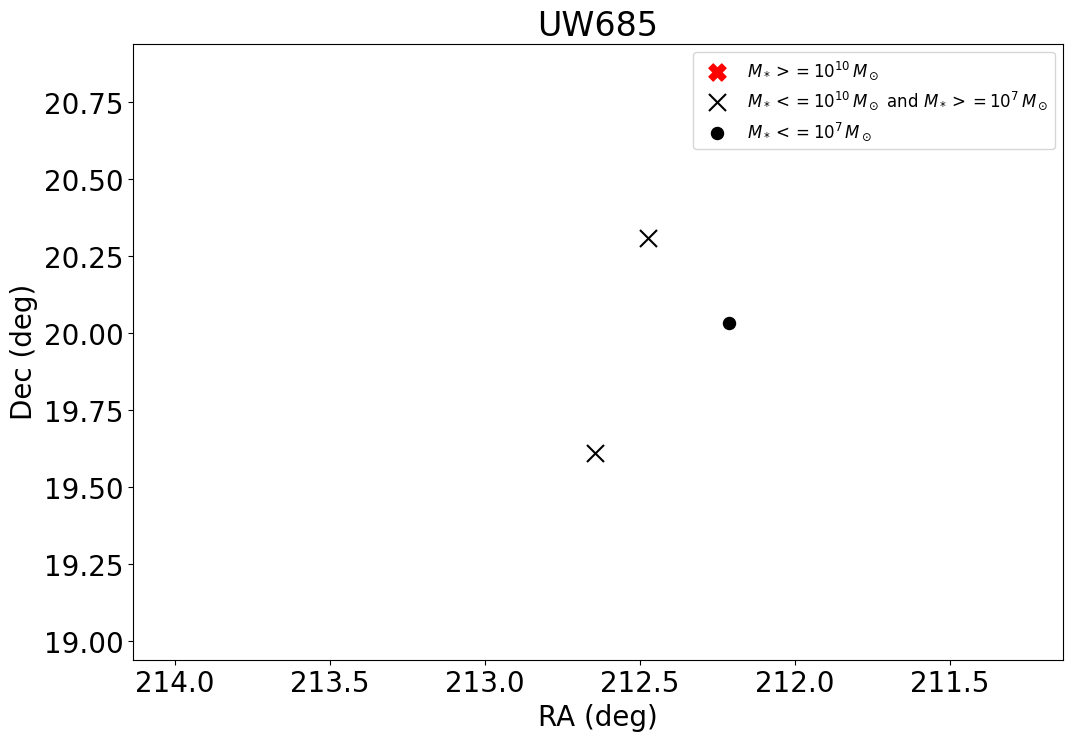 UW685
M* >= 10^10 M⊙
M* <= 10^10 M⊙ and M* >= 10^7 M⊙
M* <= 10^7 M⊙
20.75
20.50
20.25
20.00
19.75
19.50
19.25
19.00
Dec (deg)
214.0 213.5 213.0 212.5 212.0 211.5
RA (deg)